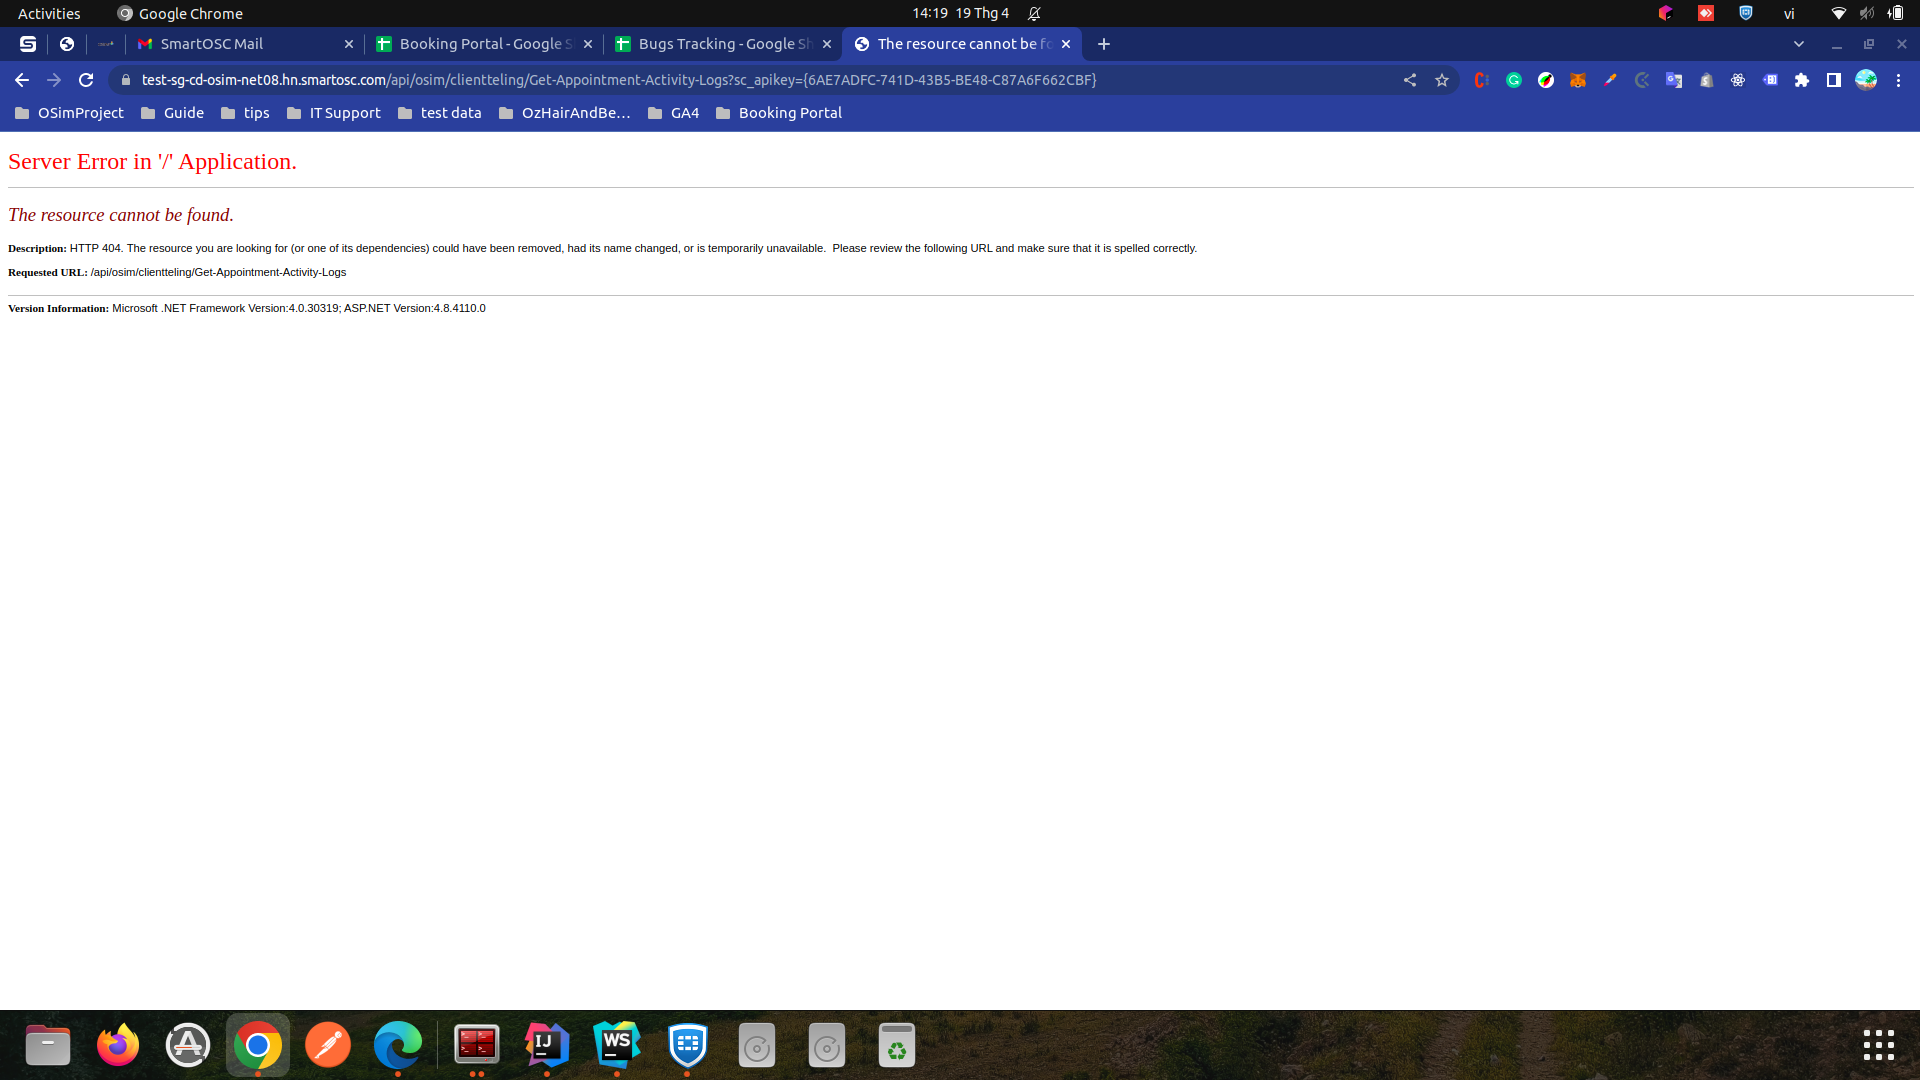 Activities Google Chrome 14:19 19 Thg 4 vi
SmartOSC Mail Booking Portal - Google S Bugs Tracking - Google Sh The resource cannot be fo
test-sg-cd-osim-net08.hn.smartosc.com/api/osim/clientteling/Get-Appointment-Activity-Logs?sc_apikey={6AE7ADFC-741D-43B5-BE48-C87A6F662CBF}
OSimProject Guide tips IT Support test data OzHairAndBe... GA4 Booking Portal
Server Error in '/' Application.
The resource cannot be found.
Description: HTTP 404. The resource you are looking for (or one of its dependencies) could have been removed, had its name changed, or is temporarily unavailable.  Please review the following URL and make sure that it is spelled correctly.
Requested URL: /api/osim/clientteling/Get-Appointment-Activity-Logs
Version Information: Microsoft .NET Framework Version:4.0.30319; ASP.NET Version:4.8.4110.0
IJ WS